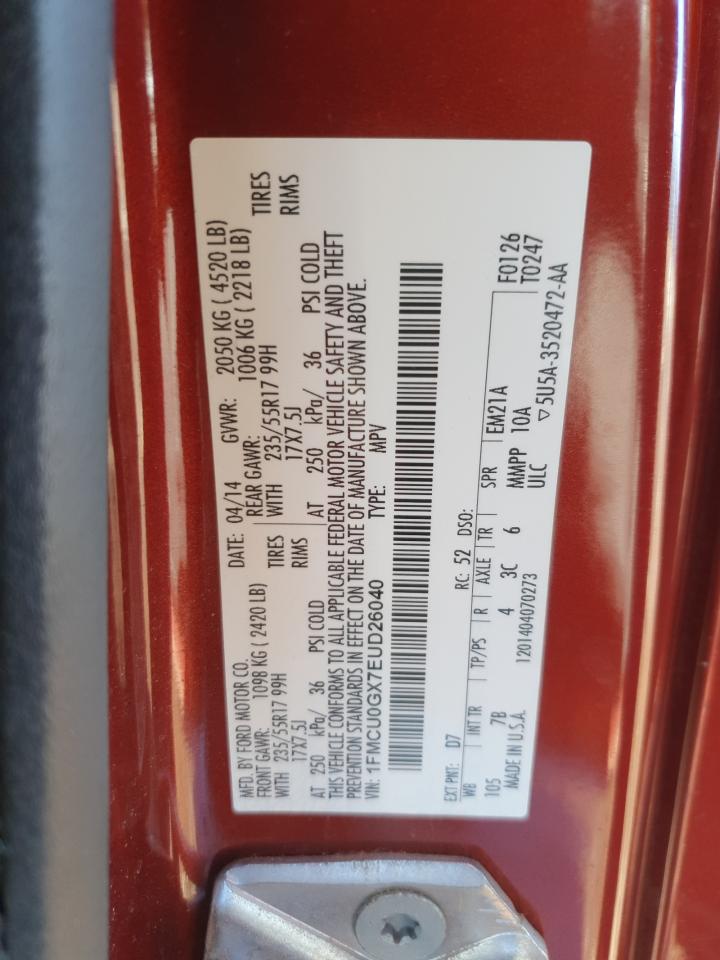 MFD. BY FORD MOTOR CO.
DATE: 04/14 GVWR: 2050 KG ( 4520 LB)
FRONT GAWR: 1098 KG ( 2420 LB) REAR GAWR: 1006 KG ( 2218 LB)
WITH 235/55R17 99H TIRES WITH 235/55R17 99H TIRES
17X7.5J RIMS 17X7.5J RIMS
AT 250 kPa/ 36 PSI COLD AT 250 kPa/ 36 PSI COLD
THIS VEHICLE CONFORMS TO ALL APPLICABLE FEDERAL MOTOR VEHICLE SAFETY AND THEFT
PREVENTION STANDARDS IN EFFECT ON THE DATE OF MANUFACTURE SHOWN ABOVE.
VIN: 1FMCU0GX7EUD26040 TYPE: MPV
EXT PNT: D7 RC: 52 DSO:
WB INT TR TP/PS R AXLE TR SPR EM21A F0126
105 7B 4 3C 6 MMPP 10A T0247
MADE IN U.S.A. 1201404070273 ULC ▽5U5A-3520472-AA